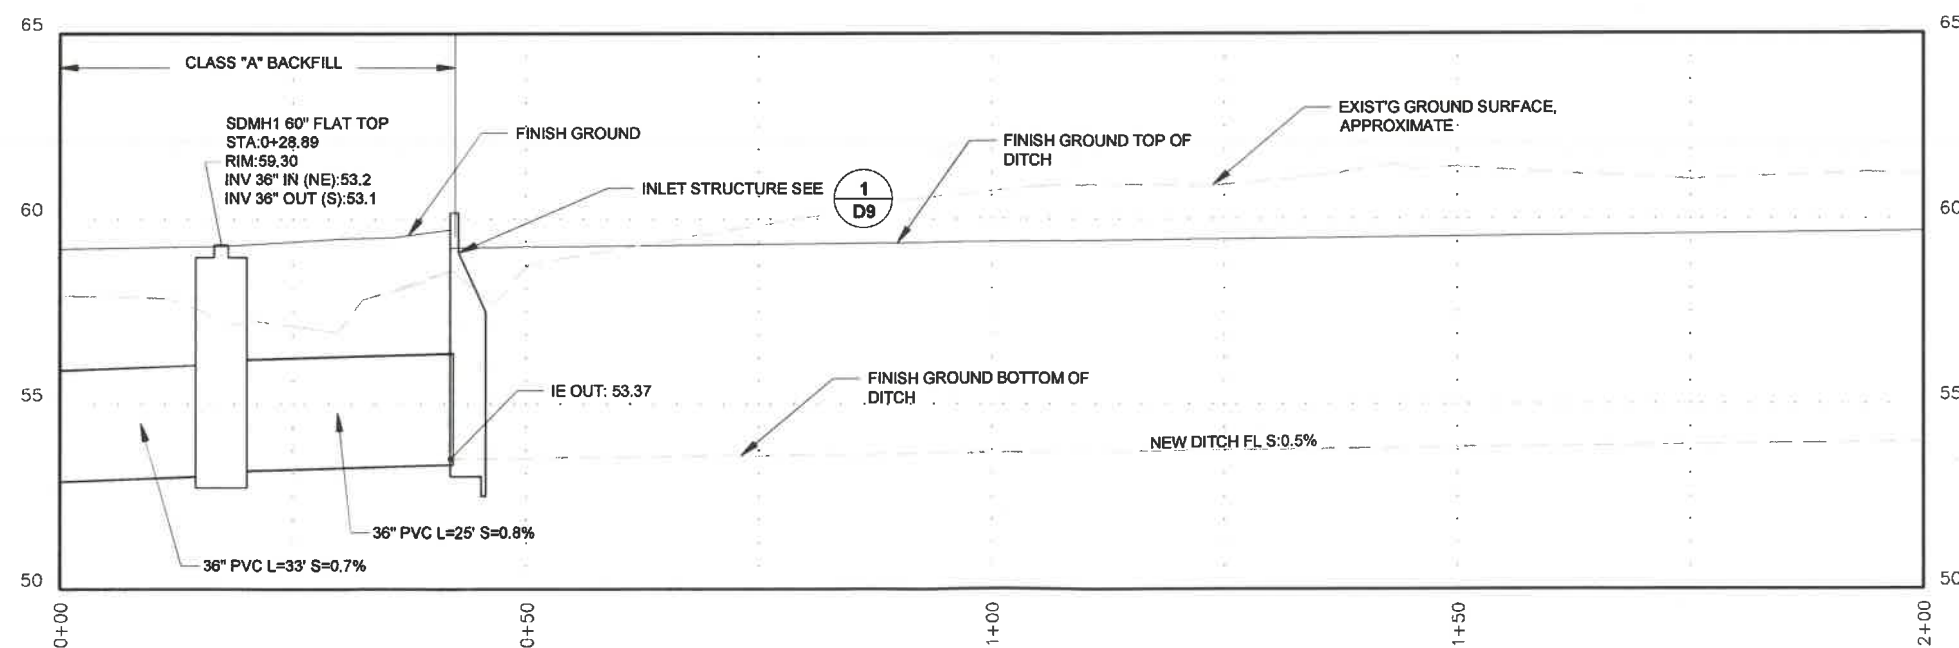 65
65
CLASS "A" BACKFILL
SDMH1 60" FLAT TOP
STA:0+28.89
RIM:59.30
INV 36" IN (NE):53.2
INV 36" OUT (S):53.1
FINISH GROUND
INLET STRUCTURE SEE
1
D9
FINISH GROUND TOP OF
DITCH
EXIST'G GROUND SURFACE,
APPROXIMATE
60
60
55
55
IE OUT: 53.37
FINISH GROUND BOTTOM OF
DITCH
NEW DITCH FL S:0.5%
36" PVC L=25' S=0.8%
36" PVC L=33' S=0.7%
50
50
0+00
0+50
1+00
1+50
2+00